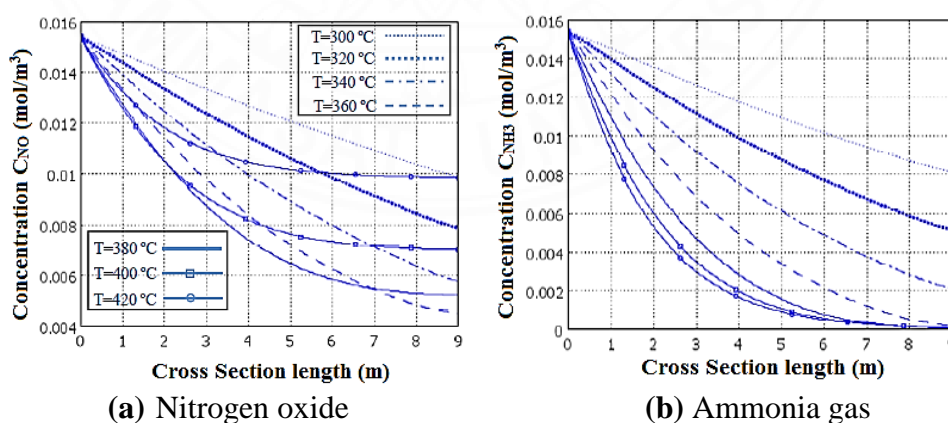 Concentration C_NO (mol/m³)
0.016
0.014
0.012
0.01
0.008
0.006
0.004
T=300 °C
T=320 °C
T=340 °C
T=360 °C
T=380 °C
T=400 °C
T=420 °C
0 1 2 3 4 5 6 7 8 9
Cross Section length (m)
(a) Nitrogen oxide
Concentration C_NH3 (mol/m³)
0.016
0.014
0.012
0.01
0.008
0.006
0.004
0.002
0
0 1 2 3 4 5 6 7 8
Cross Section length (m)
(b) Ammonia gas